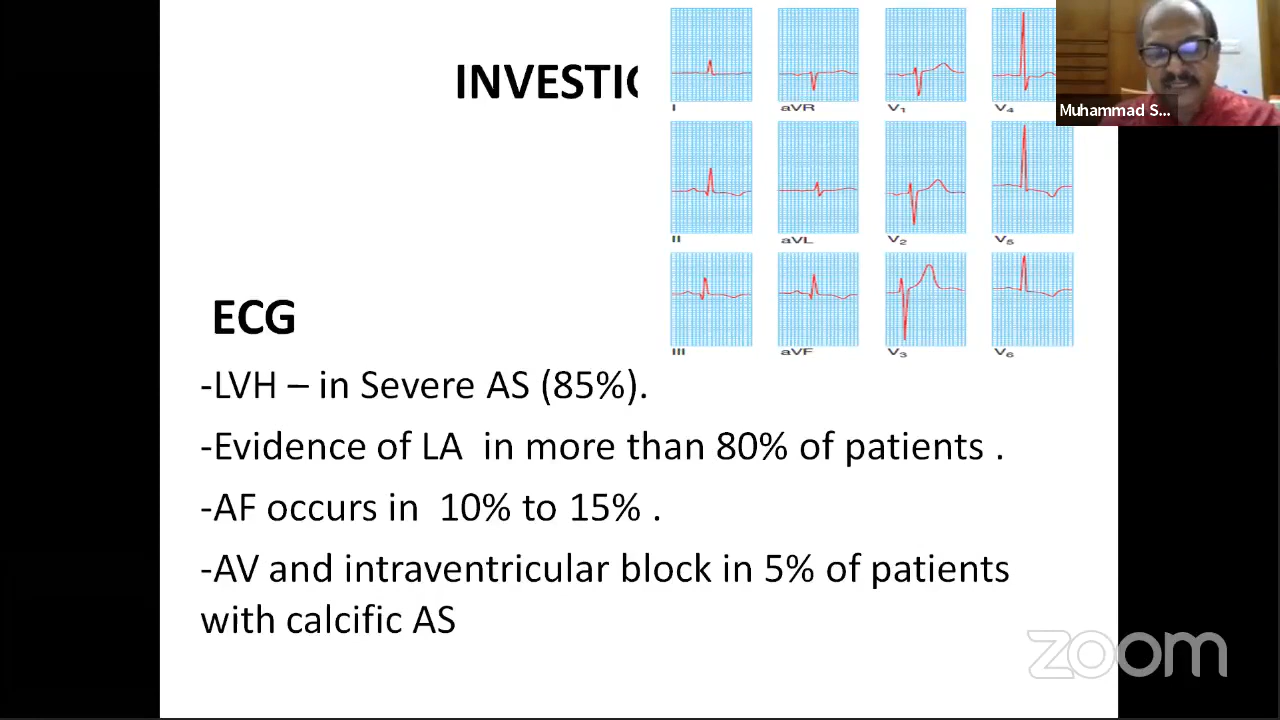 INVESTI
I
aVR
V1
V4
Muhammad S...
II
aVL
V2
V5
III
aVF
V3
V6
ECG
-LVH – in Severe AS (85%).
-Evidence of LA in more than 80% of patients .
-AF occurs in 10% to 15% .
-AV and intraventricular block in 5% of patients
with calcific AS
zoom